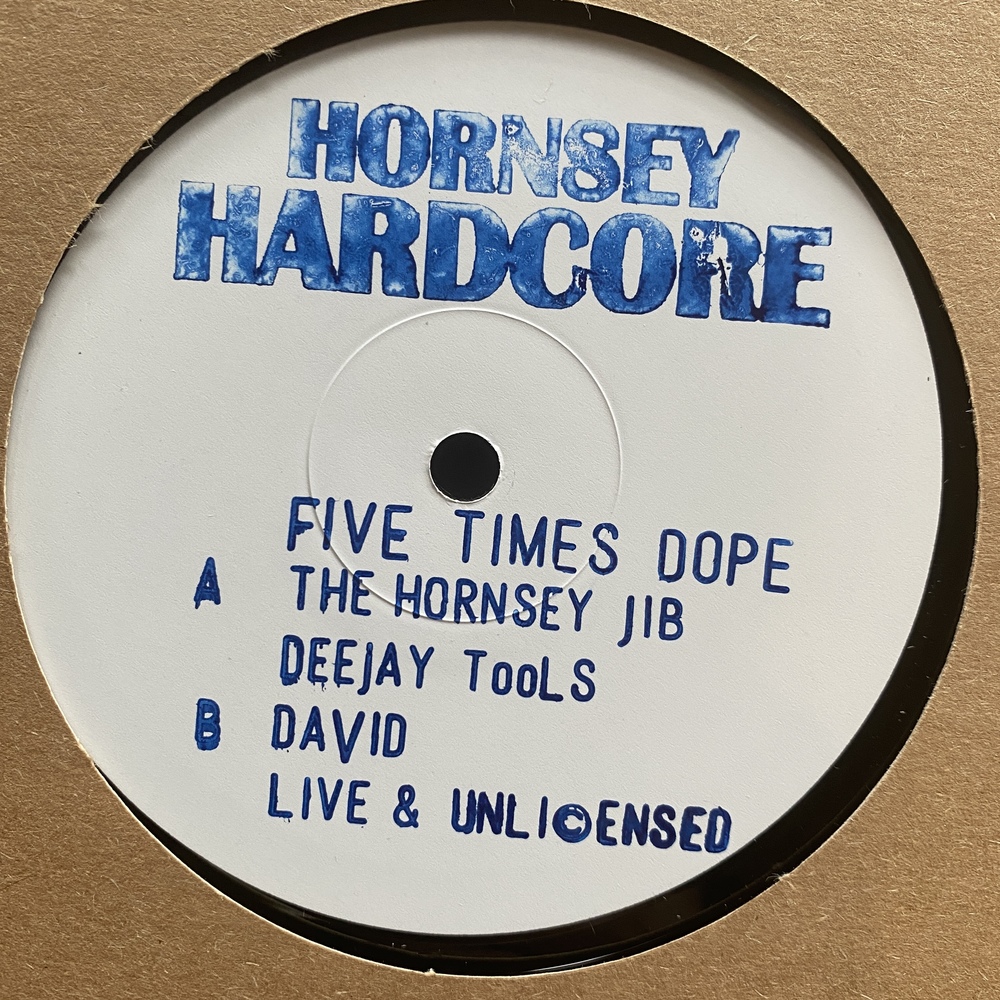 HORNSEY
HARDCORE
FIVE TIMES DOPE
A THE HORNSEY JIB
DEEJAY TooLS
B DAVID
LIVE & UNLI©ENSED